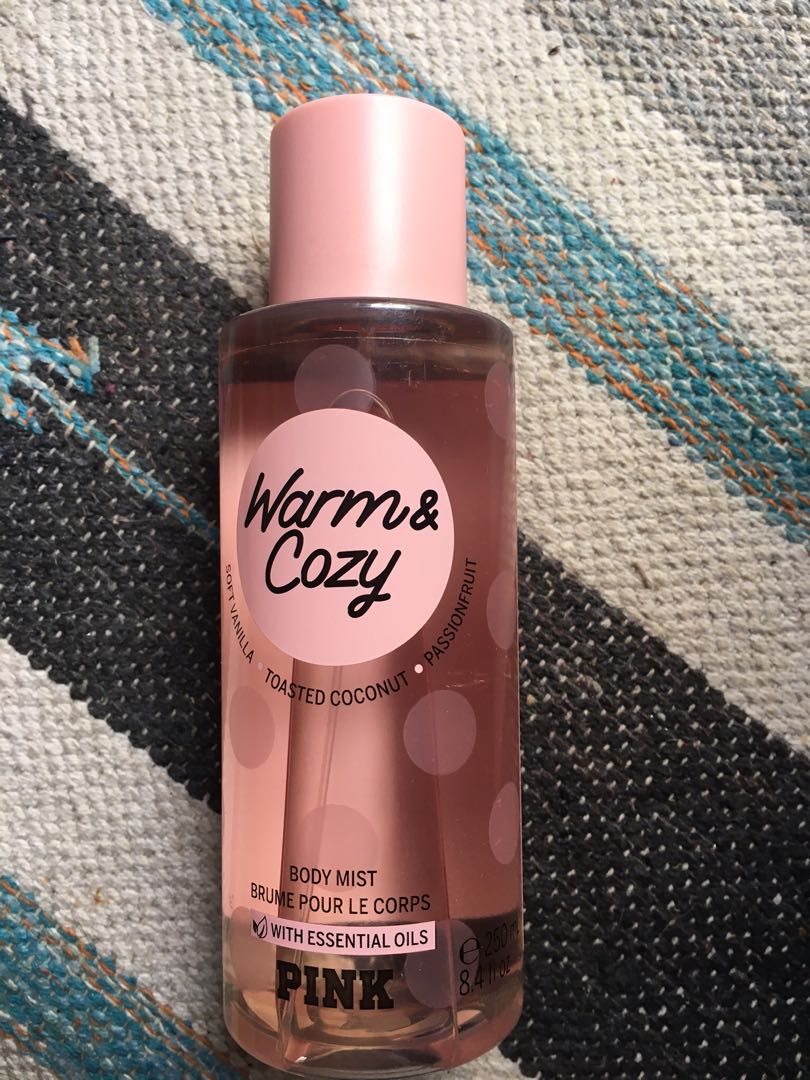 Warm &
Cozy
SOFT VANILLA • TOASTED COCONUT • PASSIONFRUIT
BODY MIST
BRUME POUR LE CORPS
WITH ESSENTIAL OILS
PINK
℮ 250 m
8.4 fl oz